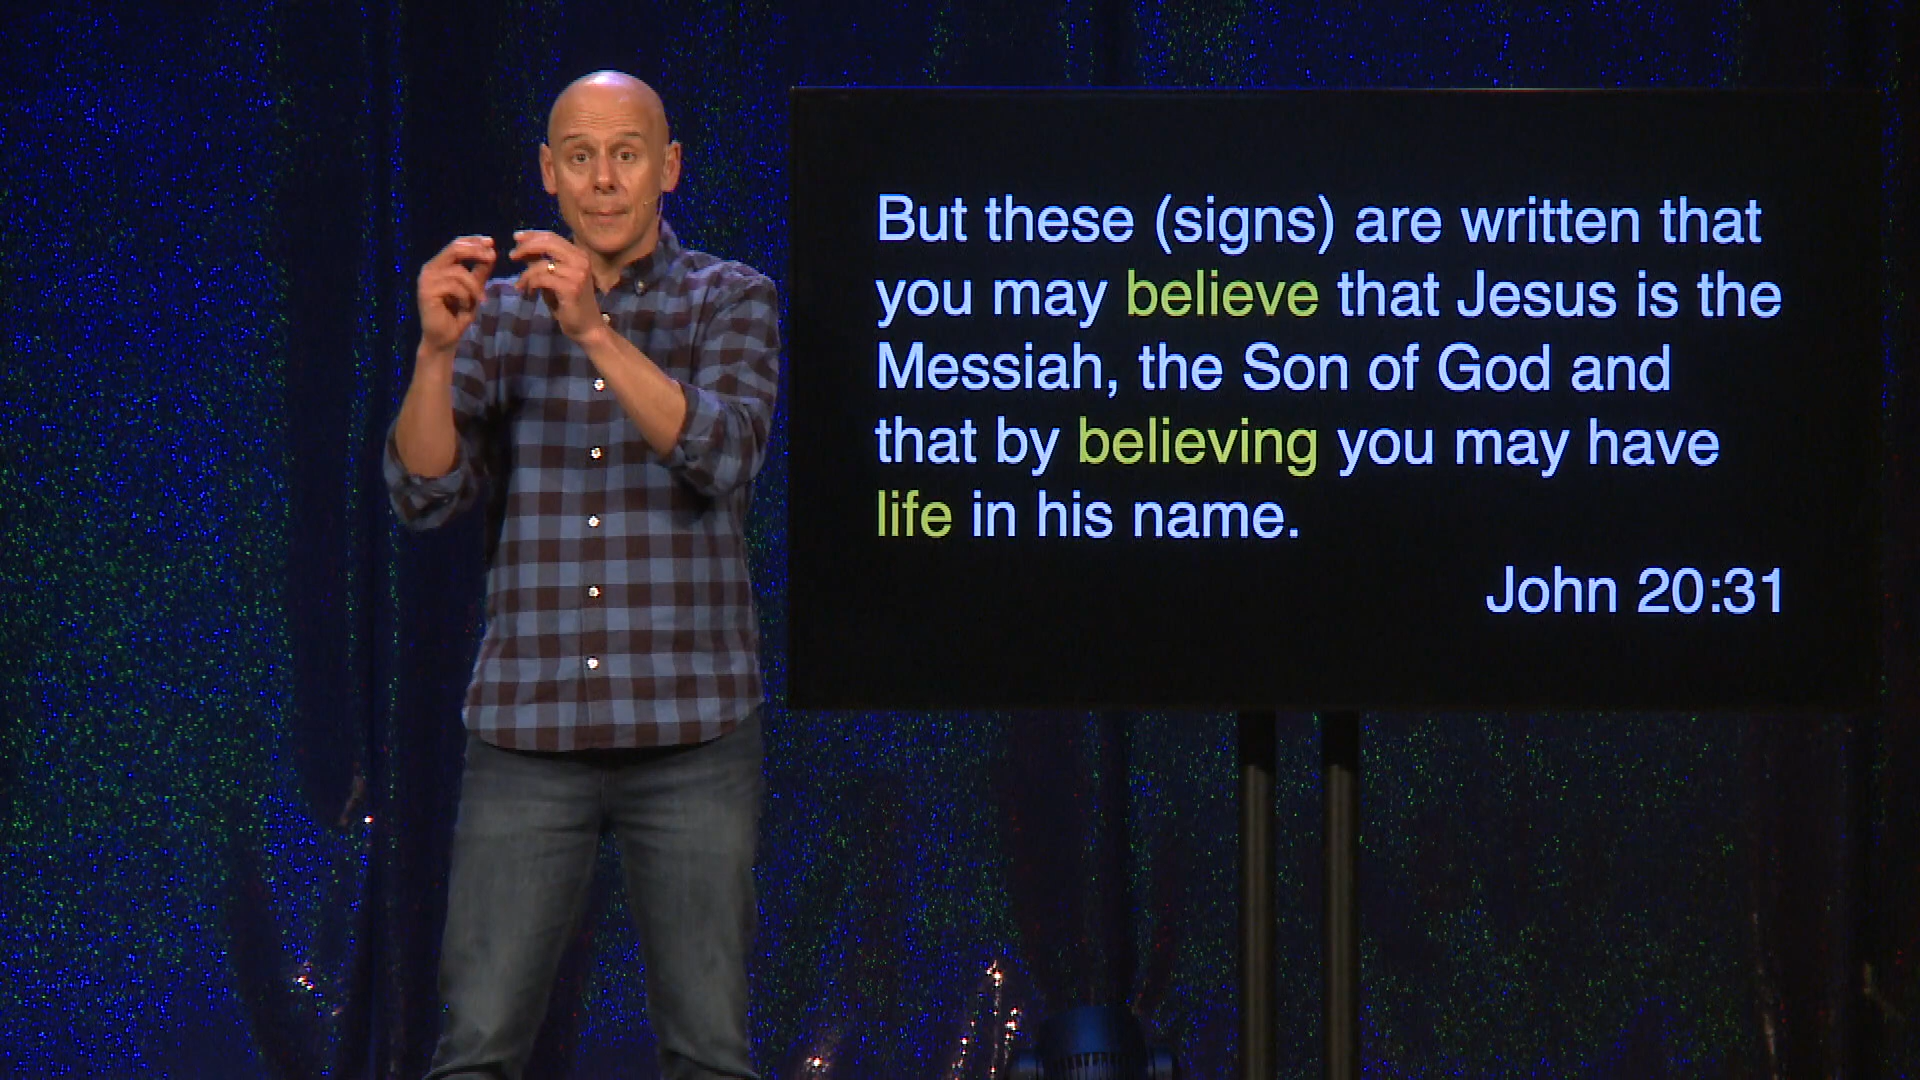 But these (signs) are written that
you may believe that Jesus is the
Messiah, the Son of God and
that by believing you may have
life in his name.
John 20:31